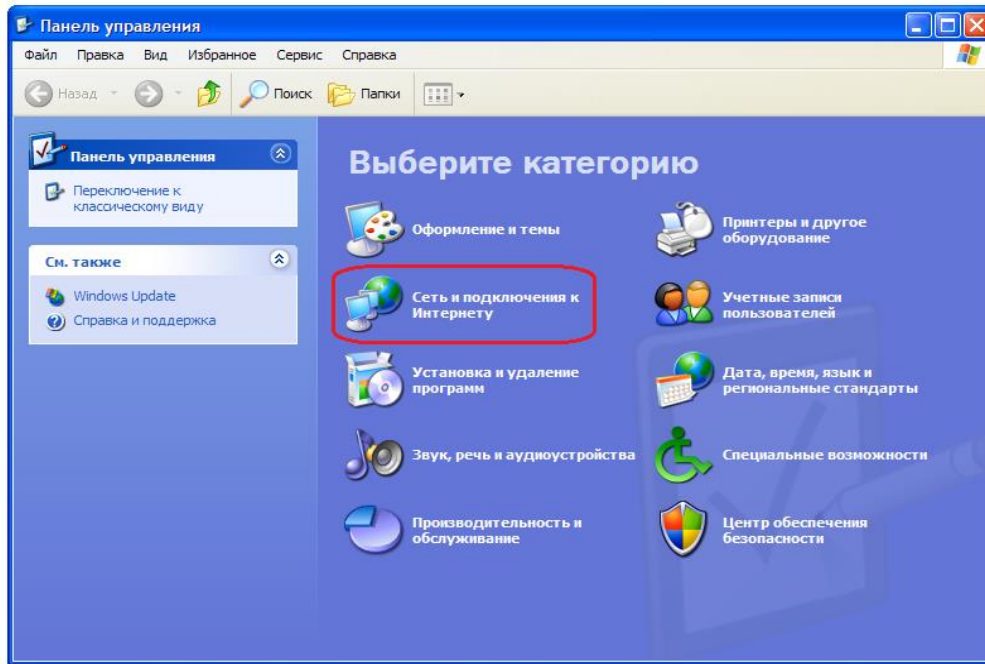 Панель управления
Файл Правка Вид Избранное Сервис Справка
Назад Поиск Папки
Панель управления
Переключение к
классическому виду
См. также
Windows Update
Справка и поддержка
Выберите категорию
Оформление и темы
Принтеры и другое
оборудование
Сеть и подключения к
Интернету
Учетные записи
пользователей
Установка и удаление
программ
Дата, время, язык и
региональные стандарты
Звук, речь и аудиоустройства
Специальные возможности
Производительность и
обслуживание
Центр обеспечения
безопасности